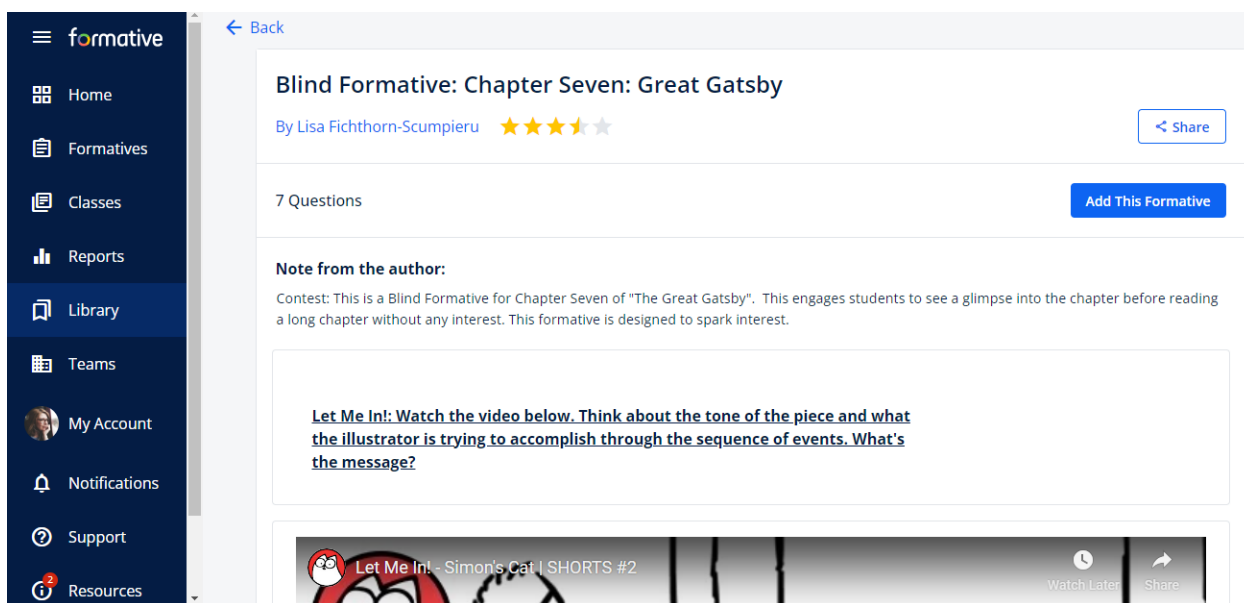 formative
Home
Formatives
Classes
Reports
Library
Teams
My Account
Notifications
Support
2
Resources
Back
Blind Formative: Chapter Seven: Great Gatsby
By Lisa Fichthorn-Scumpieru
Share
7 Questions
Add This Formative
Note from the author:
Contest: This is a Blind Formative for Chapter Seven of "The Great Gatsby". This engages students to see a glimpse into the chapter before reading
a long chapter without any interest. This formative is designed to spark interest.
Let Me In!: Watch the video below. Think about the tone of the piece and what
the illustrator is trying to accomplish through the sequence of events. What's
the message?
Let Me In! - Simon's Cat | SHORTS #2
Watch Later
Share